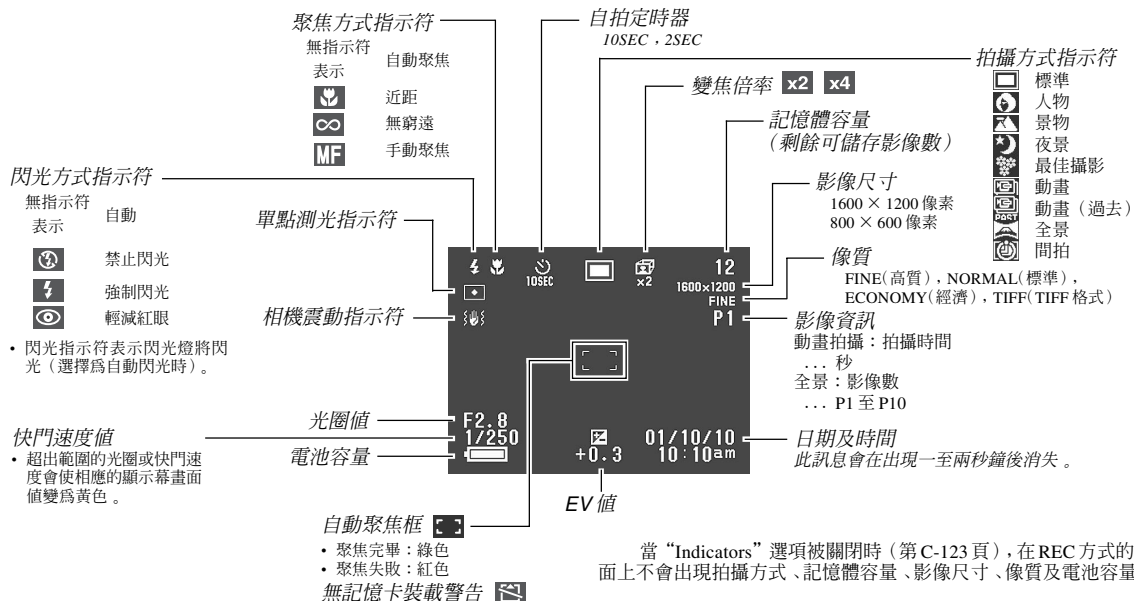 聚焦方式指示符
無指示符
表示
自動聚焦
近距
無窮遠
MF
手動聚焦
自拍定時器
10SEC，2SEC
變焦倍率 x2 x4
拍攝方式指示符
標準
人物
景物
夜景
最佳攝影
動畫
PAST
動畫（過去）
全景
間拍
記憶體容量
（剩餘可儲存影像數）
影像尺寸
1600 × 1200 像素
800 × 600 像素
像質
FINE(高質)，NORMAL(標準)，
ECONOMY(經濟)，TIFF(TIFF 格式)
影像資訊
動畫拍攝：拍攝時間
... 秒
全景：影像數
... P1 至 P10
日期及時間
此訊息會在出現一至兩秒鐘後消失。
閃光方式指示符
無指示符
表示
自動
禁止閃光
強制閃光
輕減紅眼
• 閃光指示符表示閃光燈將閃
光（選擇爲自動閃光時）。
單點測光指示符
相機震動指示符
10SEC
x2
12
1600×1200
FINE
P1
F2.8
1/250
+0.3
01/10/10
10:10am
光圈値
快門速度値
• 超出範圍的光圈或快門速
度會使相應的顯示幕畫面
値變爲黃色。
電池容量
EV 値
自動聚焦框
• 聚焦完畢：綠色
• 聚焦失敗：紅色
無記憶卡裝載警告
當 “Indicators” 選項被關閉時（第 C-123 頁），在 REC 方式的
面上不會出現拍攝方式、記憶體容量、影像尺寸、像質及電池容量